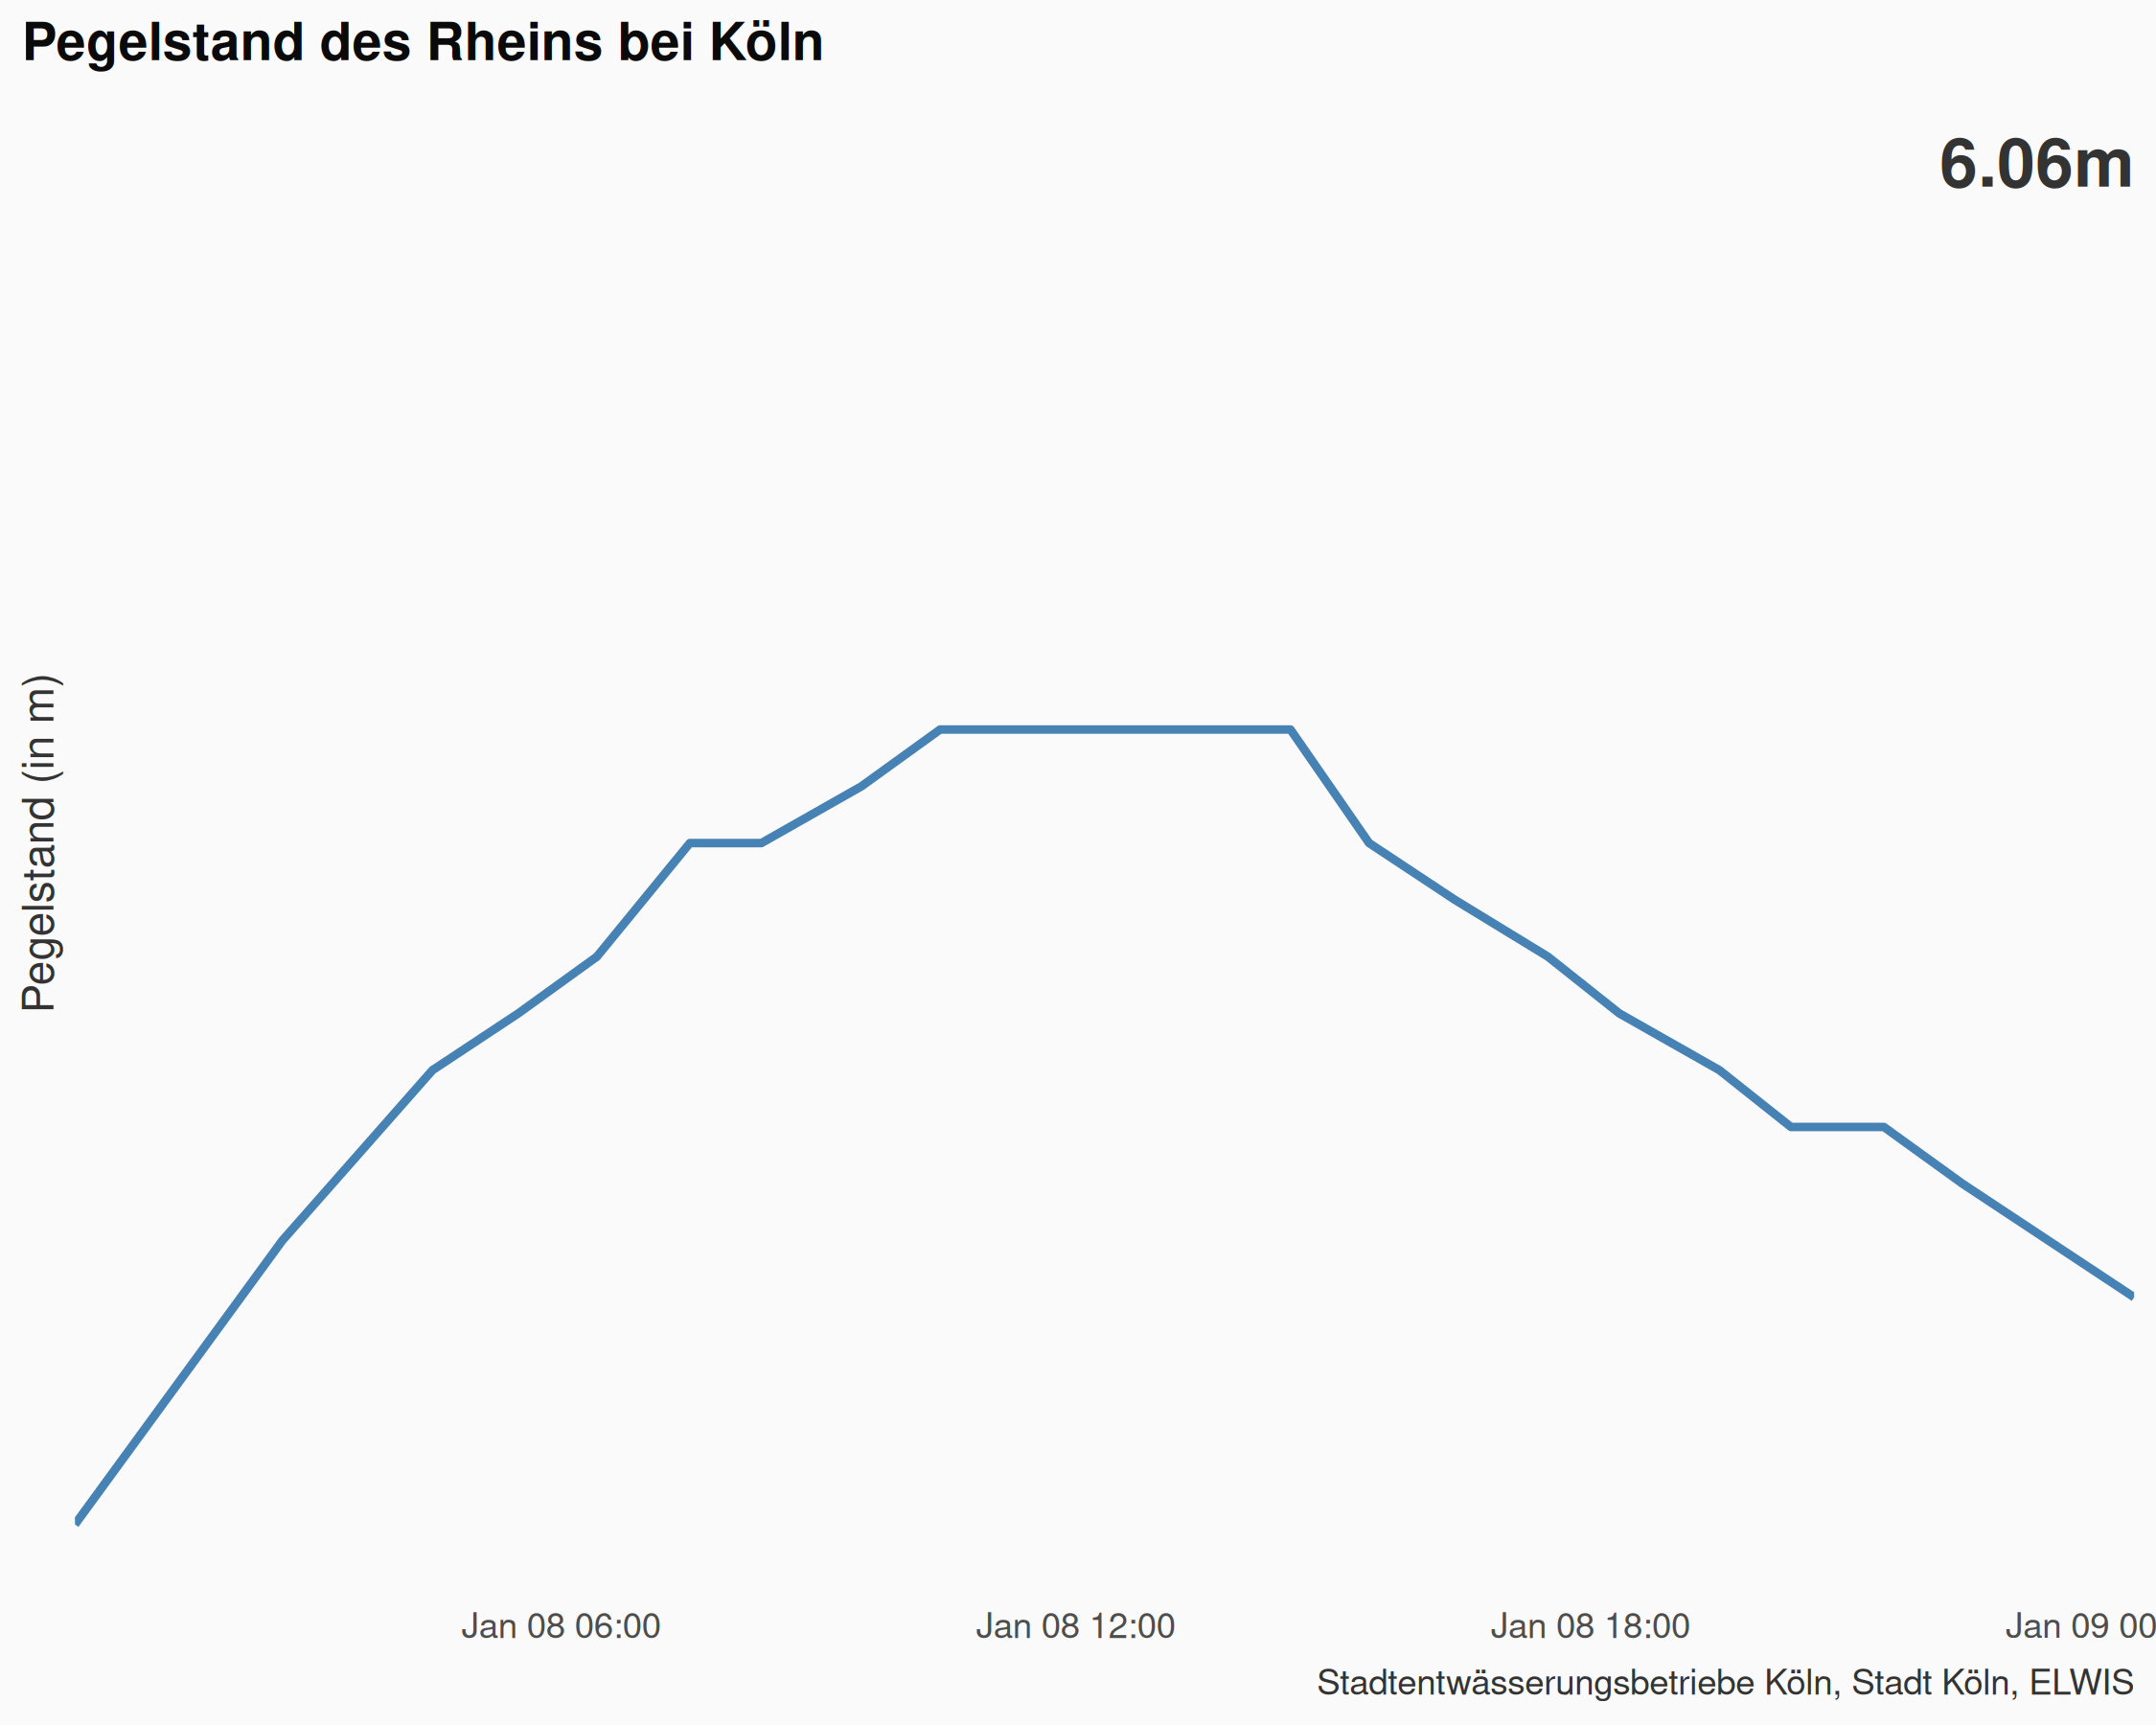 Pegelstand des Rheins bei Köln
6.06m
Pegelstand (in m)
Jan 08 06:00
Jan 08 12:00
Jan 08 18:00
Jan 09 00
Stadtentwässerungsbetriebe Köln, Stadt Köln, ELWIS